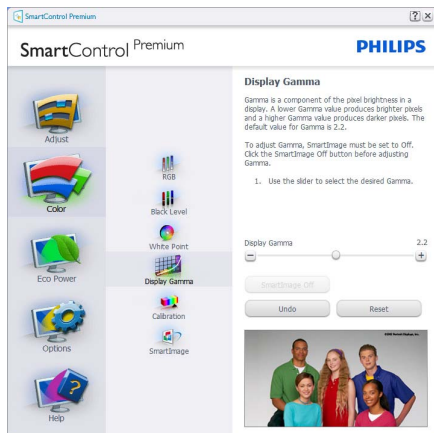 SmartControl Premium
? x
SmartControl Premium
PHILIPS
Adjust
Color
Eco Power
Options
Help
RGB
Black Level
White Point
Display Gamma
Calibration
SmartImage
Display Gamma
Gamma is a component of the pixel brightness in a
display. A lower Gamma value produces brighter pixels
and a higher Gamma value produces darker pixels. The
default value for Gamma is 2.2.
To adjust Gamma, SmartImage must be set to Off.
Click the SmartImage Off button before adjusting
Gamma.
1. Use the slider to select the desired Gamma.
Display Gamma 2.2
SmartImage Off
Undo Reset